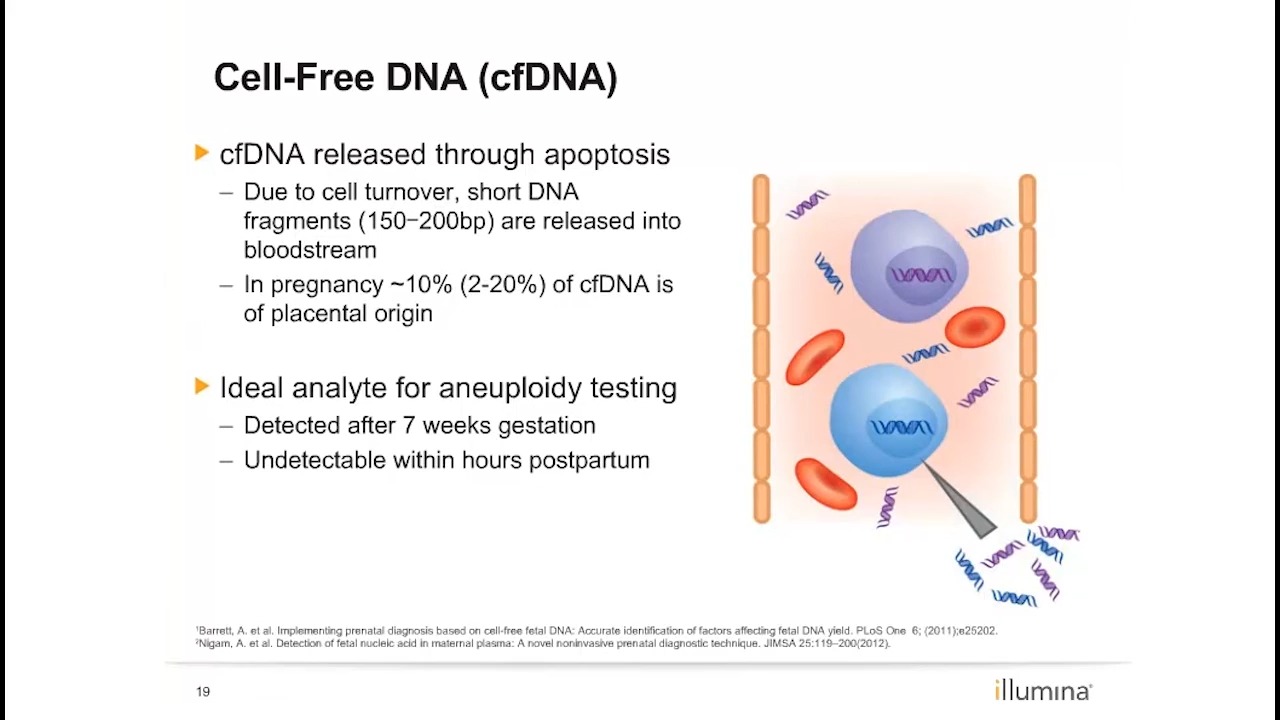 Cell-Free DNA (cfDNA)
cfDNA released through apoptosis
– Due to cell turnover, short DNA
fragments (150−200bp) are released into
bloodstream
– In pregnancy ~10% (2-20%) of cfDNA is
of placental origin
Ideal analyte for aneuploidy testing
– Detected after 7 weeks gestation
– Undetectable within hours postpartum
¹Barrett, A. et al. Implementing prenatal diagnosis based on cell-free fetal DNA: Accurate identification of factors affecting fetal DNA yield. PLoS One 6; (2011);e25202.
²Nigam, A. et al. Detection of fetal nucleic acid in maternal plasma: A novel noninvasive prenatal diagnostic technique. JIMSA 25:119–200(2012).
19
illumina®